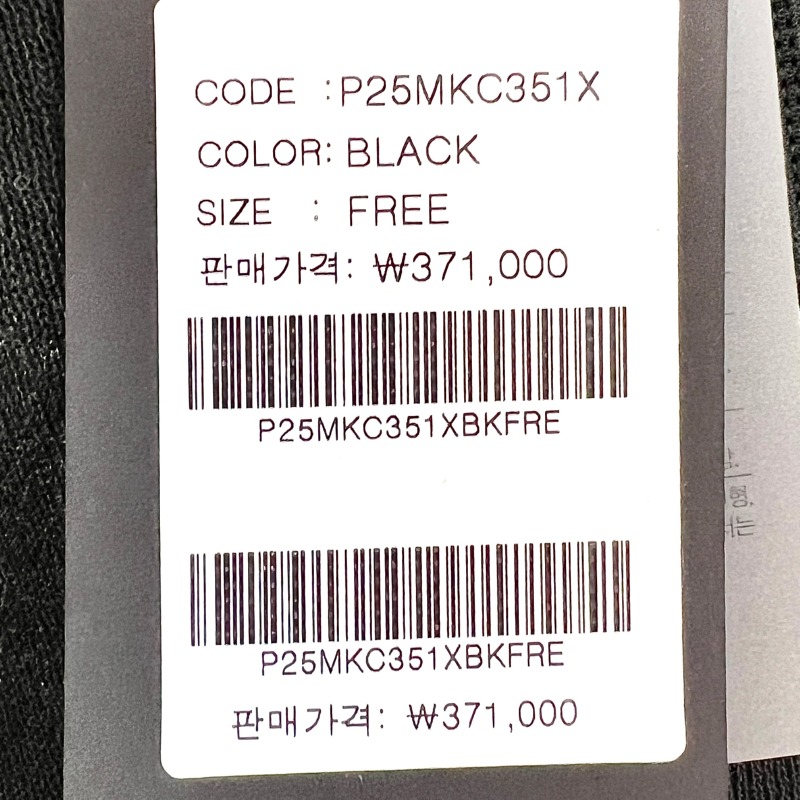 CODE :P25MKC351X
COLOR: BLACK
SIZE : FREE
판매가격: ₩371,000
P25MKC351XBKFRE
P25MKC351XBKFRE
판매가격: ₩371,000